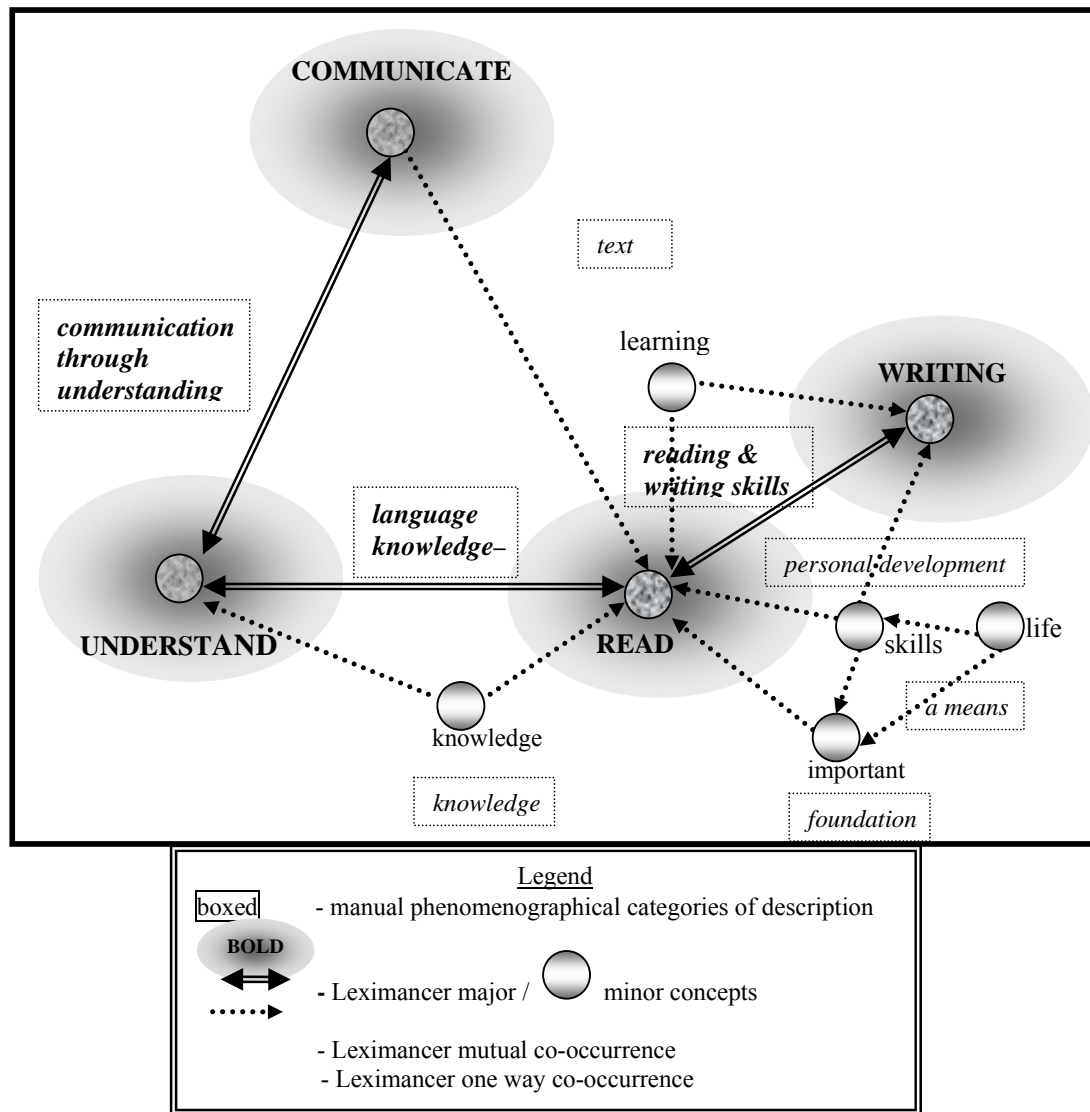 COMMUNICATE
text
communication
through
understanding
learning
WRITING
reading &
writing skills
language
knowledge–
personal development
UNDERSTAND
READ
skills
life
a means
knowledge
important
knowledge
foundation
Legend
boxed - manual phenomenographical categories of description
BOLD
- Leximancer major / minor concepts
- Leximancer mutual co-occurrence
- Leximancer one way co-occurrence